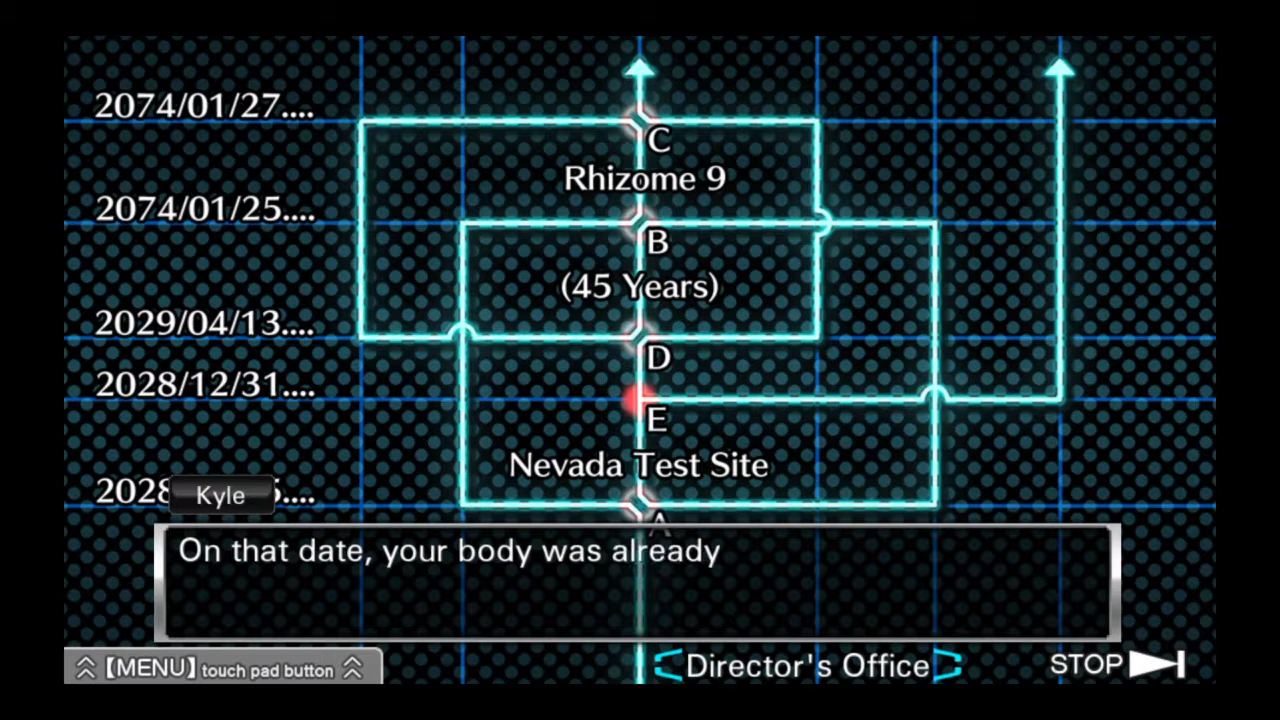 2074/01/27....
C
Rhizome 9
2074/01/25....
B
(45 Years)
2029/04/13....
D
2028/12/31....
E
Nevada Test Site
2028
Kyle
A
On that date, your body was already
【MENU】 touch pad button
Director's Office
STOP